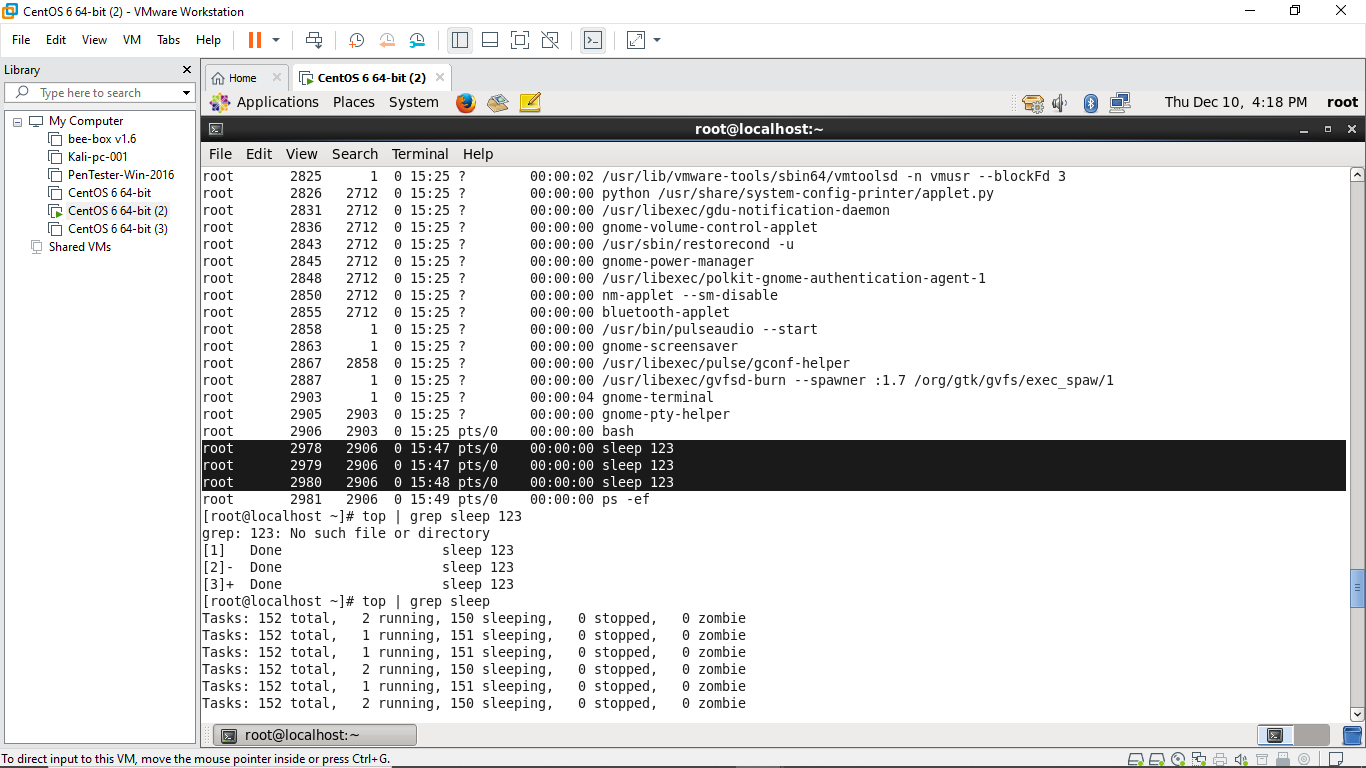 CentOS 6 64-bit (2) - VMware Workstation
File Edit View VM Tabs Help
Library
Type here to search
My Computer
bee-box v1.6
Kali-pc-001
PenTester-Win-2016
CentOS 6 64-bit
CentOS 6 64-bit (2)
CentOS 6 64-bit (3)
Shared VMs
Home
CentOS 6 64-bit (2)
Applications Places System
Thu Dec 10, 4:18 PM root
root@localhost:~
File Edit View Search Terminal Help
root       2825      1  0 15:25 ?        00:00:02 /usr/lib/vmware-tools/sbin64/vmtoolsd -n vmusr --blockFd 3
root       2826   2712  0 15:25 ?        00:00:00 python /usr/share/system-config-printer/applet.py
root       2831   2712  0 15:25 ?        00:00:00 /usr/libexec/gdu-notification-daemon
root       2836   2712  0 15:25 ?        00:00:00 gnome-volume-control-applet
root       2843   2712  0 15:25 ?        00:00:00 /usr/sbin/restorecond -u
root       2845   2712  0 15:25 ?        00:00:00 gnome-power-manager
root       2848   2712  0 15:25 ?        00:00:00 /usr/libexec/polkit-gnome-authentication-agent-1
root       2850   2712  0 15:25 ?        00:00:00 nm-applet --sm-disable
root       2855   2712  0 15:25 ?        00:00:00 bluetooth-applet
root       2858      1  0 15:25 ?        00:00:00 /usr/bin/pulseaudio --start
root       2863      1  0 15:25 ?        00:00:00 gnome-screensaver
root       2867   2858  0 15:25 ?        00:00:00 /usr/libexec/pulse/gconf-helper
root       2887      1  0 15:25 ?        00:00:00 /usr/libexec/gvfsd-burn --spawner :1.7 /org/gtk/gvfs/exec_spaw/1
root       2903      1  0 15:25 ?        00:00:04 gnome-terminal
root       2905   2903  0 15:25 ?        00:00:00 gnome-pty-helper
root       2906   2903  0 15:25 pts/0    00:00:00 bash
root       2978   2906  0 15:47 pts/0    00:00:00 sleep 123
root       2979   2906  0 15:47 pts/0    00:00:00 sleep 123
root       2980   2906  0 15:48 pts/0    00:00:00 sleep 123
root       2981   2906  0 15:49 pts/0    00:00:00 ps -ef
[root@localhost ~]# top | grep sleep 123
grep: 123: No such file or directory
[1]   Done                    sleep 123
[2]-  Done                    sleep 123
[3]+  Done                    sleep 123
[root@localhost ~]# top | grep sleep
Tasks: 152 total,   2 running, 150 sleeping,   0 stopped,   0 zombie
Tasks: 152 total,   1 running, 151 sleeping,   0 stopped,   0 zombie
Tasks: 152 total,   1 running, 151 sleeping,   0 stopped,   0 zombie
Tasks: 152 total,   2 running, 150 sleeping,   0 stopped,   0 zombie
Tasks: 152 total,   1 running, 151 sleeping,   0 stopped,   0 zombie
Tasks: 152 total,   2 running, 150 sleeping,   0 stopped,   0 zombie
root@localhost:~
To direct input to this VM, move the mouse pointer inside or press Ctrl+G.